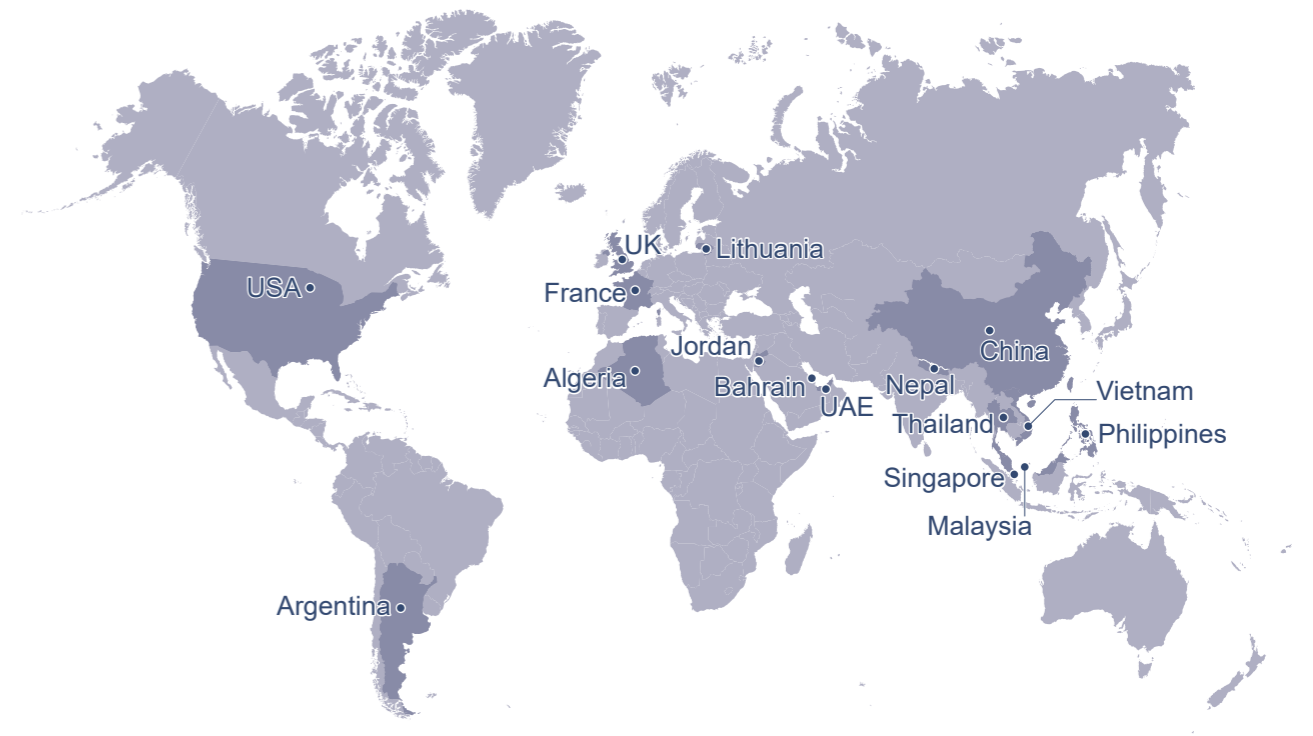 UK
Lithuania
USA
France
Jordan
China
Algeria
Bahrain
Nepal
UAE
Vietnam
Thailand
Philippines
Singapore
Malaysia
Argentina